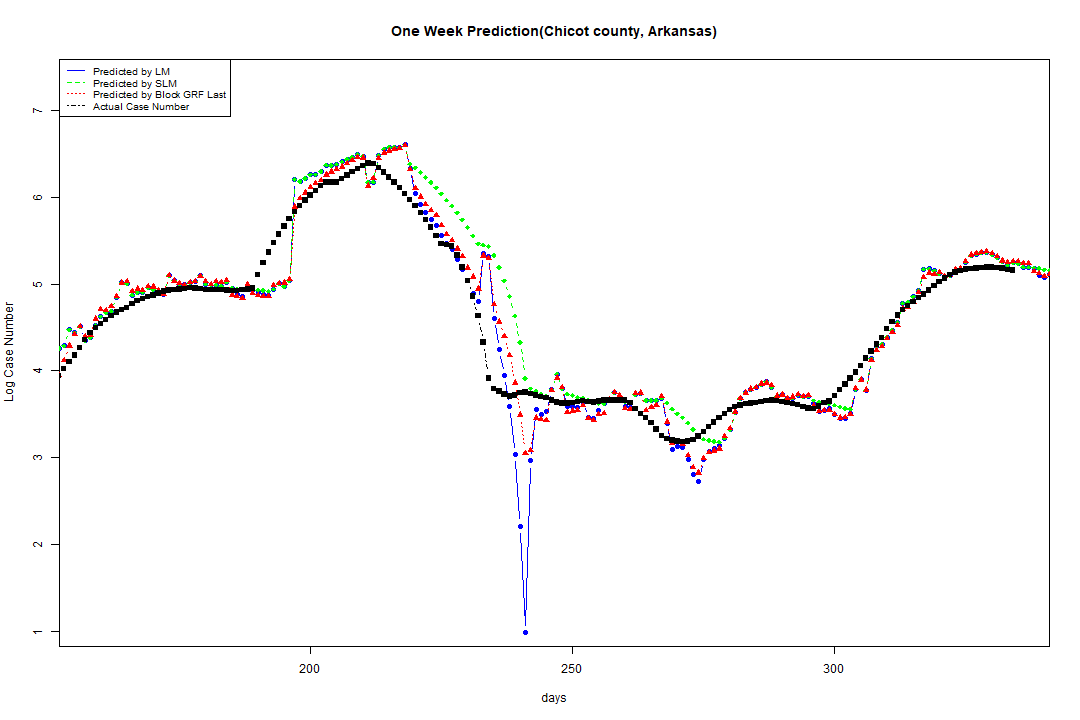 One Week Prediction(Chicot county, Arkansas)
Predicted by LM
Predicted by SLM
Predicted by Block GRF Last
Actual Case Number
7
6
5
4
3
2
1
Log Case Number
200
250
300
days